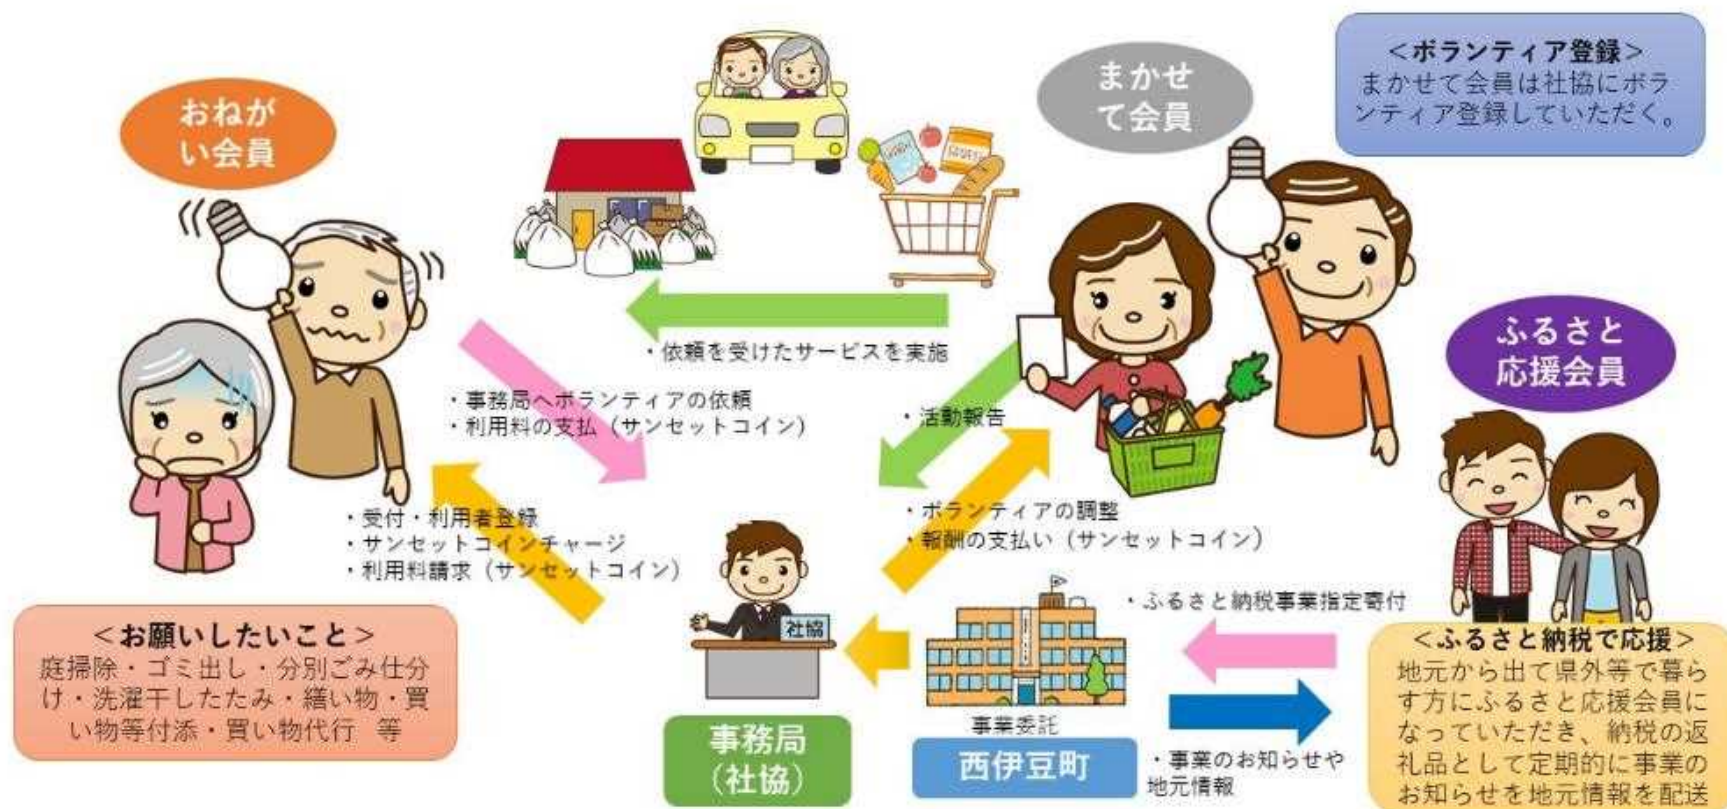 おねが
い会員
まかせ
て会員
＜ボランティア登録＞
まかせて会員は社協にボラ
ンティア登録していただく。
・依頼を受けたサービスを実施
・事務局へボランティアの依頼
・利用料の支払（サンセットコイン）
・活動報告
ふるさと
応援会員
・受付・利用者登録
・サンセットコインチャージ
・利用料請求（サンセットコイン）
・ボランティアの調整
・報酬の支払い（サンセットコイン）
社協
・ふるさと納税事業指定寄付
＜お願いしたいこと＞
庭掃除・ゴミ出し・分別ごみ仕分
け・洗濯干したたみ・繕い物・買
い物等付添・買い物代行 等
事務局
（社協）
事業委託
西伊豆町
・事業のお知らせや
地元情報
＜ふるさと納税で応援＞
地元から出て県外等で暮ら
す方にふるさと応援会員に
なっていただき、納税の返
礼品として定期的に事業の
お知らせを地元情報を配送